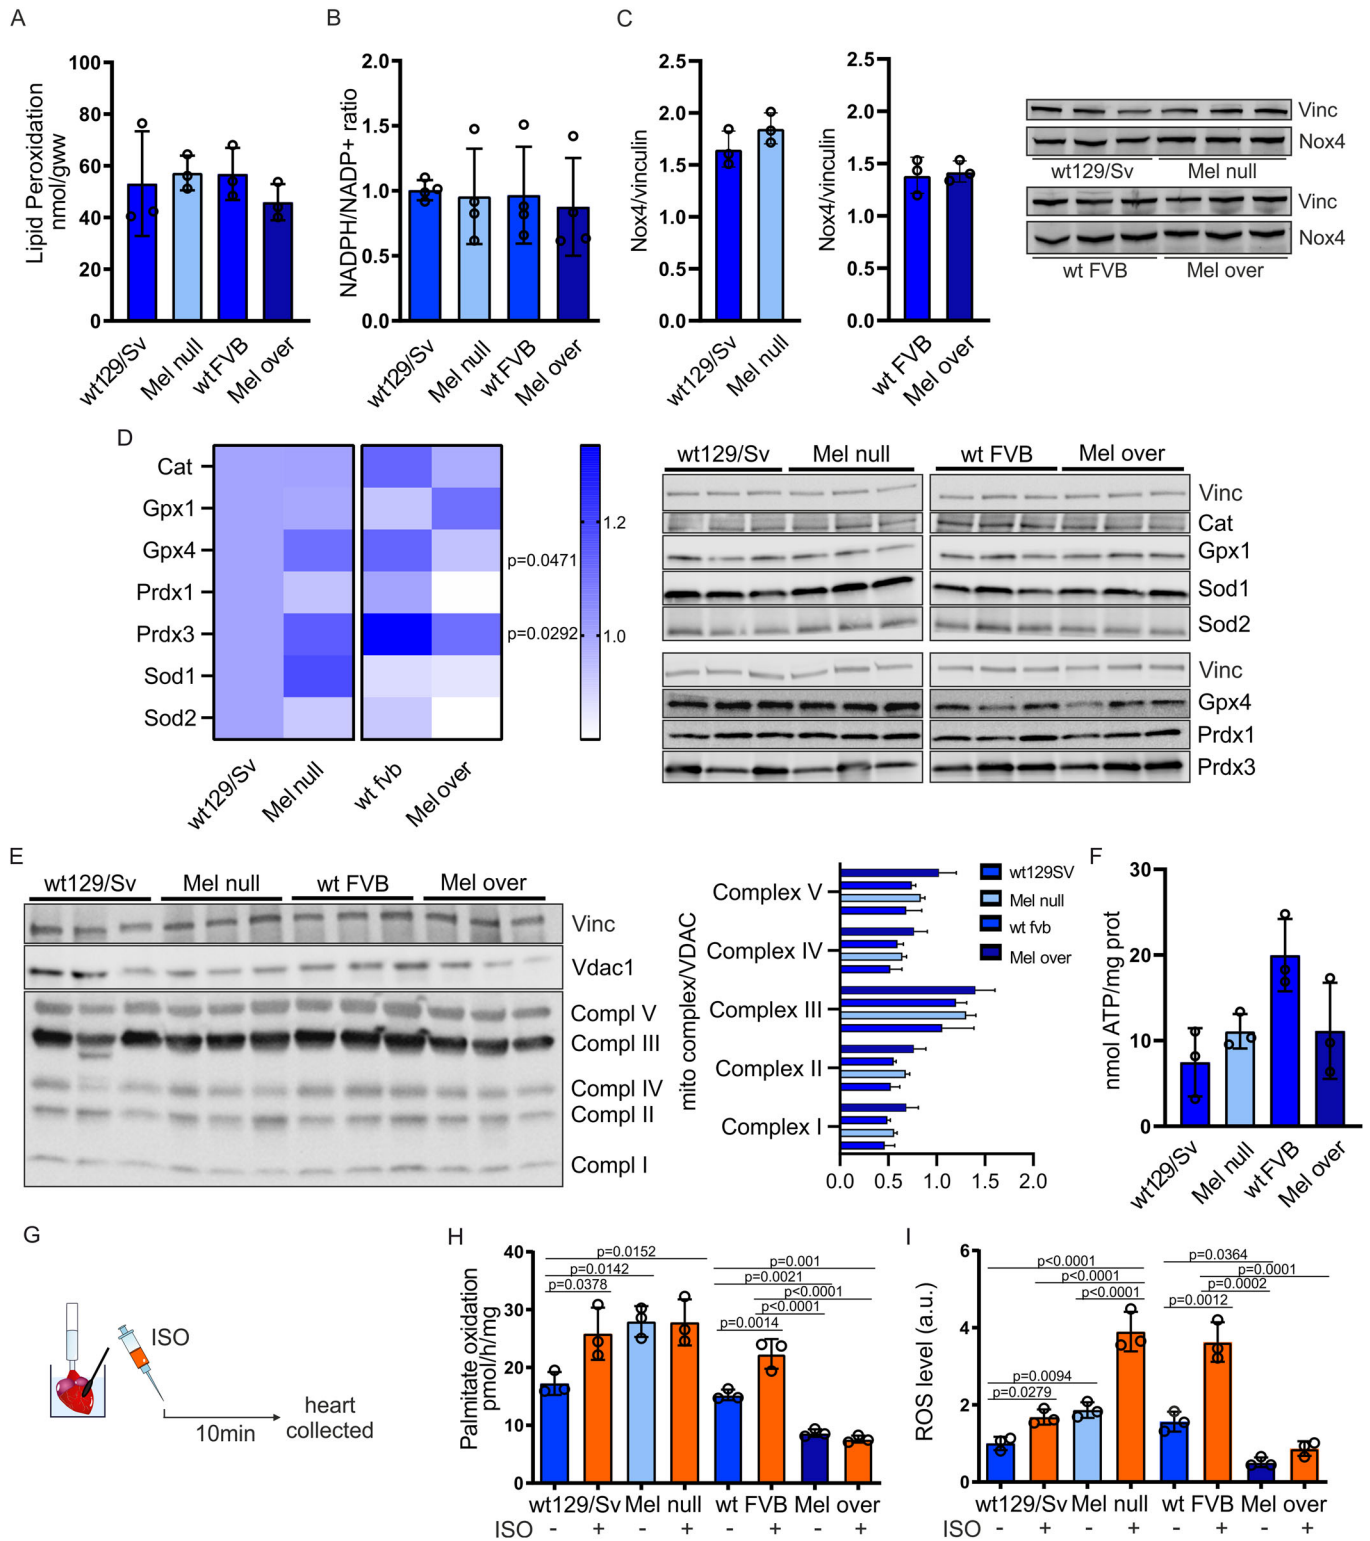 A
Lipid Peroxidation
nmol/gww
100
80
60
40
20
0
wt129/Sv
Mel null
wt FVB
Mel over
B
NADPH/NADP+ ratio
2.0
1.5
1.0
0.5
0.0
wt129/Sv
Mel null
wt FVB
Mel over
C
Nox4/vinculin
2.5
2.0
1.5
1.0
0.5
0.0
wt129/Sv
Mel null
Nox4/vinculin
2.5
2.0
1.5
1.0
0.5
0.0
wt FVB
Mel over
Vinc
Nox4
wt129/Sv Mel null
Vinc
Nox4
wt FVB Mel over
D
Cat
Gpx1
Gpx4
Prdx1
Prdx3
Sod1
Sod2
wt129/Sv
Mel null
wt fvb
Mel over
p=0.0471
p=0.0292
1.2
1.0
wt129/Sv Mel null wt FVB Mel over
Vinc
Cat
Gpx1
Sod1
Sod2
Vinc
Gpx4
Prdx1
Prdx3
E
wt129/Sv Mel null wt FVB Mel over
Vinc
Vdac1
Compl V
Compl III
Compl IV
Compl II
Compl I
mito complex/VDAC
Complex V
Complex IV
Complex III
Complex II
Complex I
0.0 0.5 1.0 1.5 2.0
wt129SV
Mel null
wt fvb
Mel over
F
nmol ATP/mg prot
30
20
10
0
wt129/Sv
Mel null
wt FVB
Mel over
G
ISO
10min
heart
collected
H
Palmitate oxidation
pmol/h/mg
40
30
20
10
0
p=0.0152
p=0.0142
p=0.0378
p=0.001
p=0.0021
p<0.0001
p<0.0001
p=0.0014
wt129/Sv Mel null wt FVB Mel over
ISO - + - + - + - +
I
ROS level (a.u.)
6
4
2
0
p<0.0001
p<0.0001
p<0.0001
p=0.0094
p=0.0279
p=0.0364
p=0.0001
p=0.0002
p=0.0012
wt129/Sv Mel null wt FVB Mel over
ISO - + - + - + - +